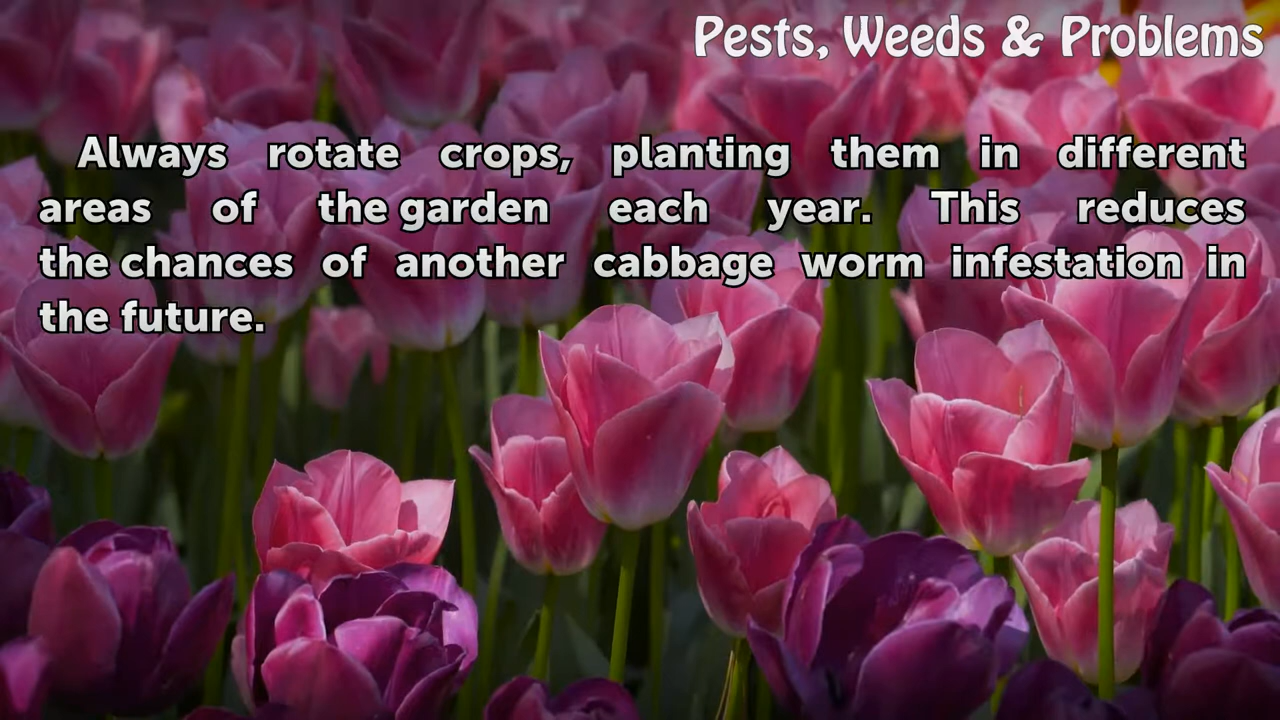 Pests, Weeds & Problems
Always rotate crops, planting them in different
areas of the garden each year. This reduces
the chances of another cabbage worm infestation in
the future.